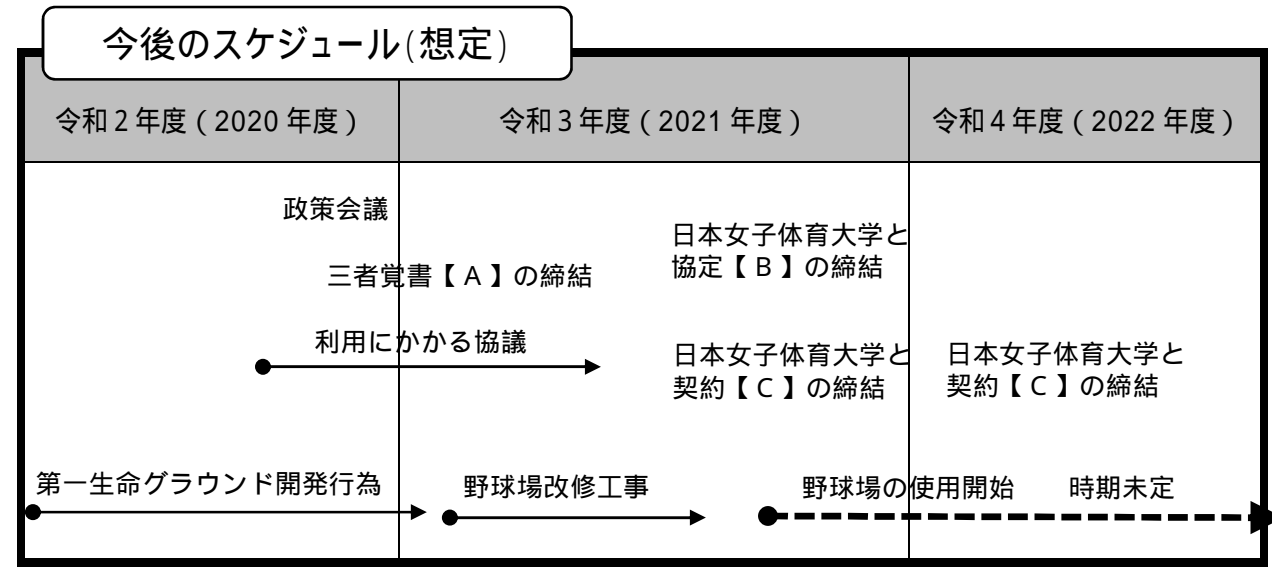 今後のスケジュール(想定)
令和2年度(2020 年度)
令和3年度(2021 年度)
令和4年度(2022 年度)
政策会議
三者覚書【A】の締結
日本女子体育大学と
協定【B】の締結
利用にかかる協議
日本女子体育大学と
契約【C】の締結
日本女子体育大学と
契約【C】の締結
第一生命グラウンド開発行為
野球場改修工事
野球場の使用開始 時期未定